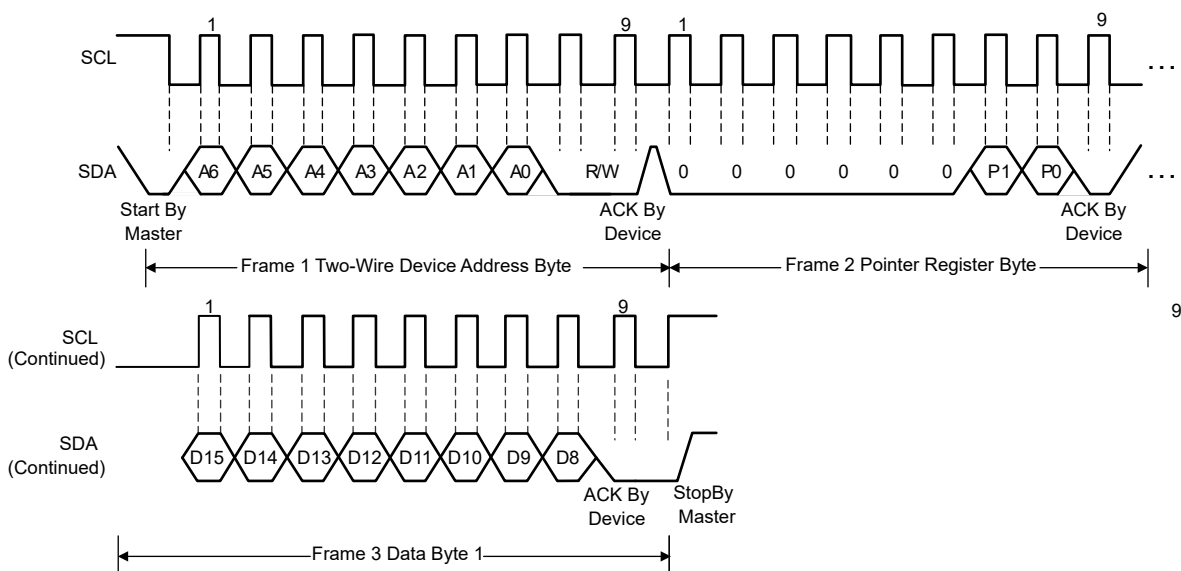 1 9 1 9
SCL ...
SDA A6 A5 A4 A3 A2 A1 A0 R/W 0 0 0 0 0 0 P1 P0 ...
Start By ACK By ACK By
Master Device Device
Frame 1 Two-Wire Device Address Byte Frame 2 Pointer Register Byte
1 9 9
SCL
(Continued)
SDA
(Continued)
D15 D14 D13 D12 D11 D10 D9 D8
ACK By StopBy
Device Master
Frame 3 Data Byte 1